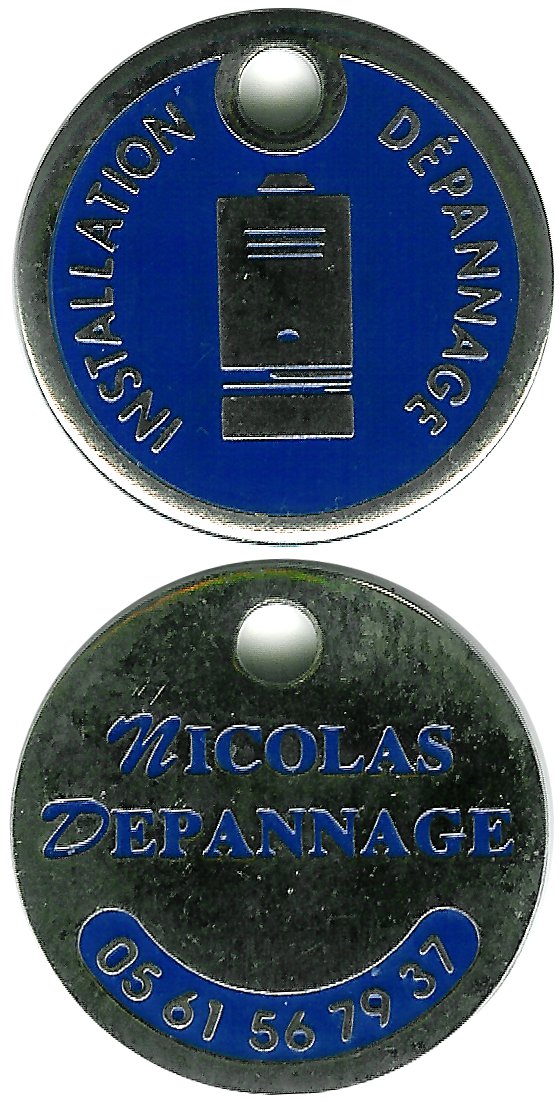 INSTALLATION
DÉPANNAGE
NICOLAS
DEPANNAGE
05 61 56 79 37